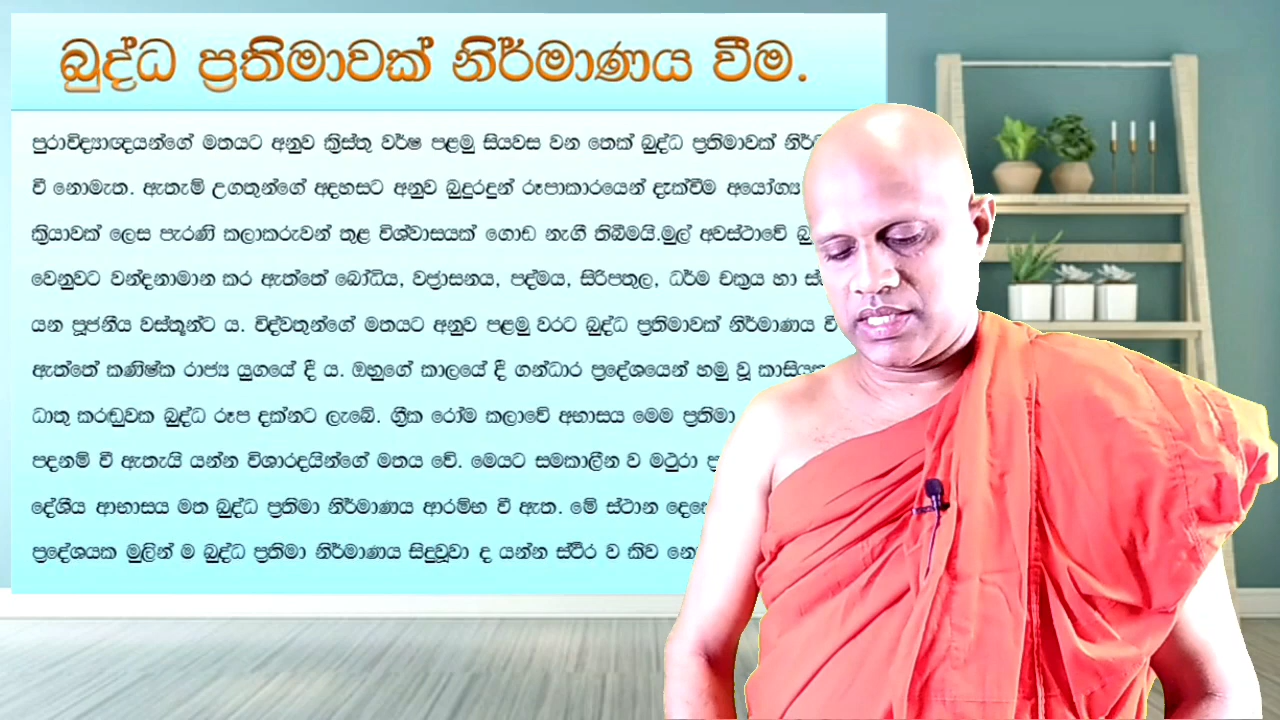 බුද්ධ ප්‍රතිමාවක් නිර්මාණය වීම.
පුරාවිද්‍යාඥයන්ගේ මතයට අනුව ක්‍රිස්තු වර්ෂ පළමු සියවස වන තෙක් බුද්ධ ප්‍රතිමාවක්
වී නොමැත. ඇතැම් උගතුන්ගේ අදහසට අනුව බුදුරදුන් රූපාකාරයෙන් දැක්වීම අයෝග්‍ය
ක්‍රියාවක් ලෙස පැරණි කලාකරුවන් තුළ විශ්වාසයක් ගොඩ නැගී තිබීමයි.මුල් අවස්ථාවේ
වෙනුවට වන්දනාමාන කර ඇත්තේ බෝධිය, වජ්‍රාසනය, පද්මය, සිරිපතුල, ධර්ම චක්‍රය හා
යන පූජනීය වස්තූන්ට ය. විද්වතුන්ගේ මතයට අනුව පළමු වරට බුද්ධ ප්‍රතිමාවක් නිර්මාණය වී
ඇත්තේ කණිෂ්ක රාජ්‍ය යුගයේ දී ය. ඔහුගේ කාලයේ දී ගන්ධාර ප්‍රදේශයෙන් හමු වූ
ධාතු කරඬුවක බුද්ධ රූප දක්නට ලැබේ. ග්‍රීක රෝම කලාවේ අභාසය මෙම ප්‍රතිමා
පදනම් වී ඇතැයි යන්න විශාරදයින්ගේ මතය වේ. මෙයට සමකාලීන ව මථුරා
දේශීය ආභාසය මත බුද්ධ ප්‍රතිමා නිර්මාණය ආරම්භ වී ඇත. මේ ස්ථාන
ප්‍රදේශයක මුලින් ම බුද්ධ ප්‍රතිමා නිර්මාණය සිදුවූවා ද යන්න ස්ථිර ව කිව